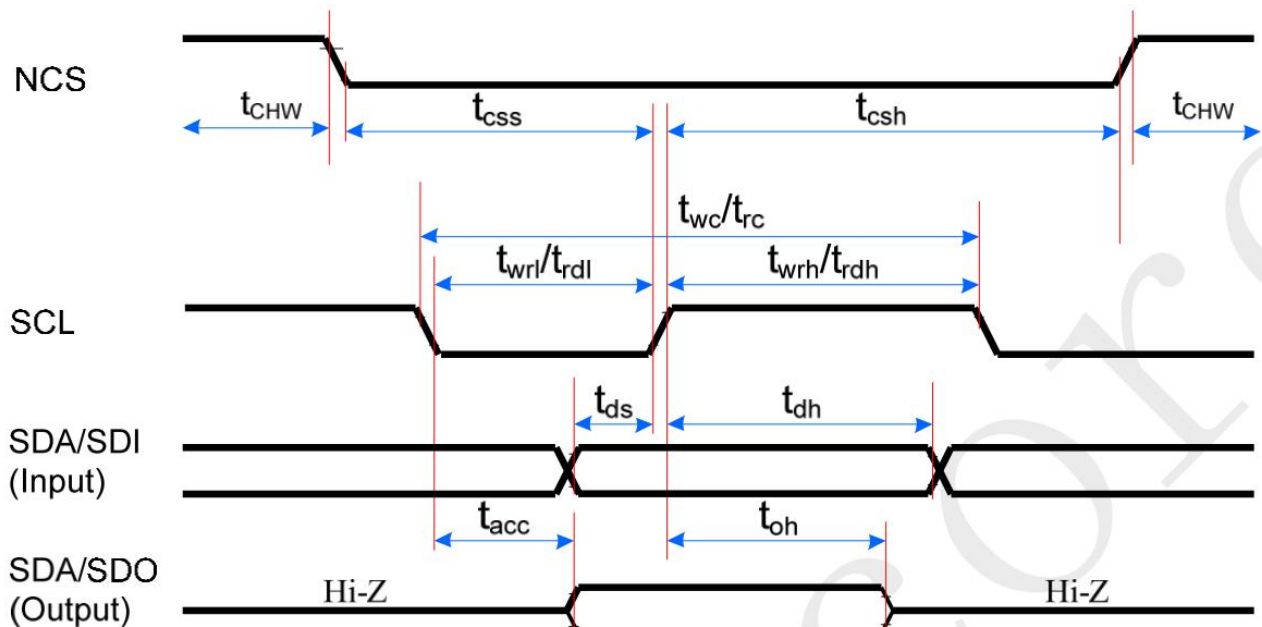 NCS
tCHW
tcss
tcsh
tCHW
twc/trc
twrl/trdl
twrh/trdh
SCL
tds
tdh
SDA/SDI
(Input)
tacc
toh
SDA/SDO
(Output)
Hi-Z
Hi-Z